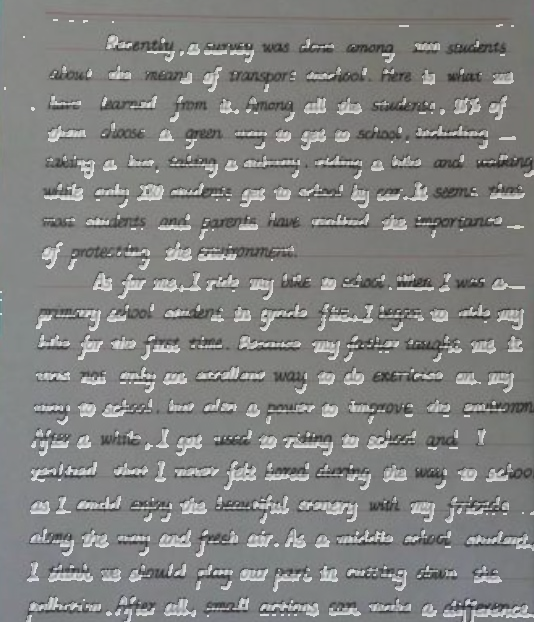 Recently, a survey was done among students
about the means of transport toschool. Here is what we
have learned from it. Among all the students, % of
them choose a green way to get to school, including
taking a bus, taking a subway, riding a bike and walking
while only students get to school by car. It seems that
most students and parents have realized the importance
of protecting the environment.
As for me, I ride my bike to school. When I was a
primary school student in grade five, I began to ride my
bike for the first time. Because my father taught me it
was not only an excellent way to do exercise on my
way to school, but also a power to improve the environm
After a while, I got used to riding to school and I
realized that I never felt bored during the way to school
as I could enjoy the beautiful scenery with my friends
along the way and fresh air. As a middle school student,
I think we should play our part in cutting down the
pollution. After all, small actions can make a difference.